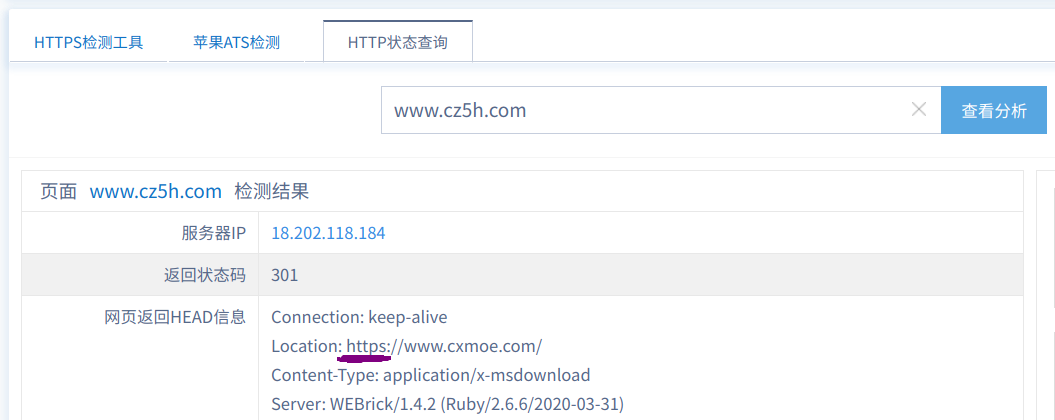 HTTPS检测工具 苹果ATS检测 HTTP状态查询
www.cz5h.com 查看分析
页面 www.cz5h.com 检测结果
服务器IP 18.202.118.184
返回状态码 301
网页返回HEAD信息 Connection: keep-alive
Location: https://www.cxmoe.com/
Content-Type: application/x-msdownload
Server: WEBrick/1.4.2 (Ruby/2.6.6/2020-03-31)